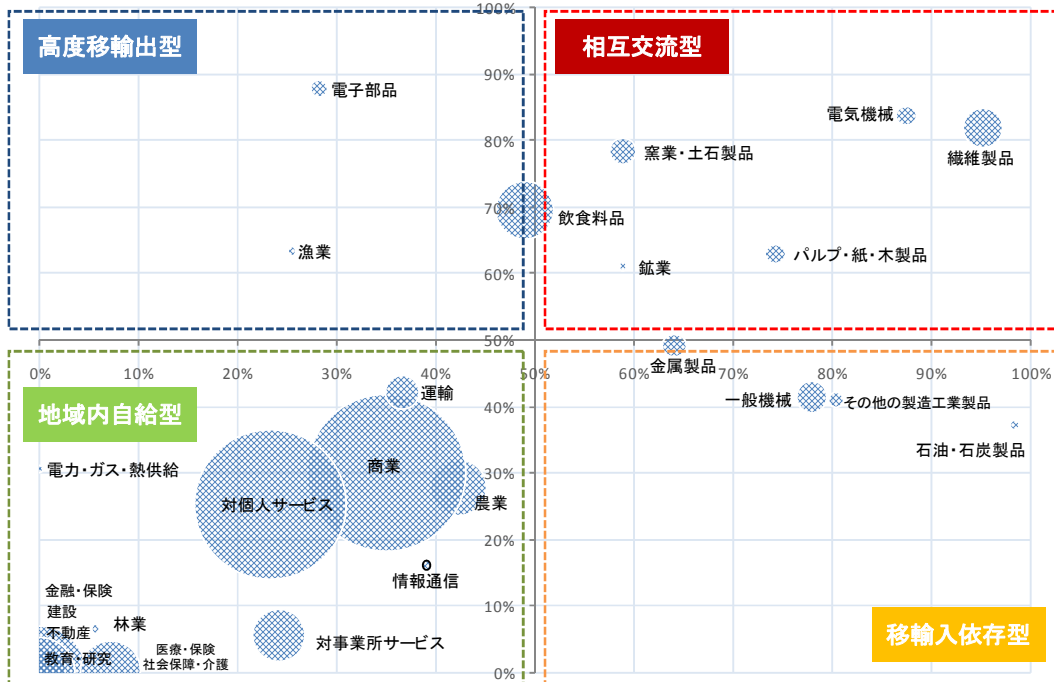 100%
高度移輸出型
相互交流型
90%
電子部品
電気機械
80%
繊維製品
窯業・土石製品
70%
飲食料品
漁業
パルプ・紙・木製品
60%
鉱業
50%
0%
10%
20%
30%
40%
50%
60%
70%
80%
90%
100%
金属製品
地域内自給型
運輸
40%
一般機械
その他の製造工業製品
石油・石炭製品
電力・ガス・熱供給
商業
30%
対個人サービス
農業
20%
情報通信
金融・保険
建設
10%
不動産
林業
対事業所サービス
移輸入依存型
教育・研究
医療・保険
社会保障・介護
0%